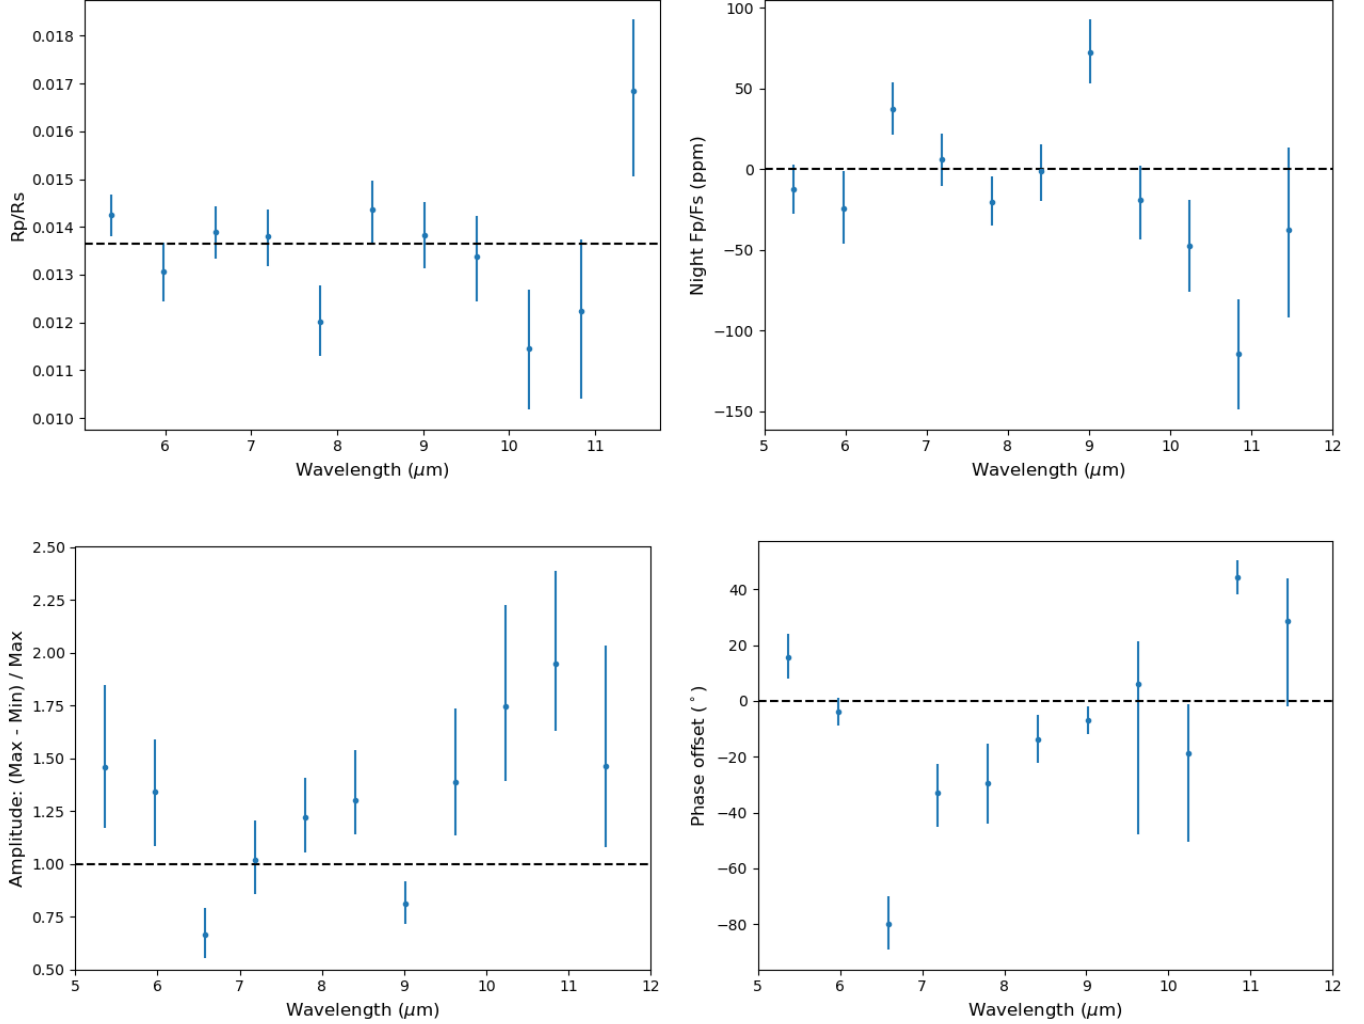 0.018
0.017
0.016
0.015
0.014
0.013
0.012
0.011
0.010
Rp/Rs
6 7 8 9 10 11
Wavelength (μm)
100
50
0
−50
−100
−150
Night Fp/Fs (ppm)
5 6 7 8 9 10 11 12
Wavelength (μm)
2.50
2.25
2.00
1.75
1.50
1.25
1.00
0.75
0.50
Amplitude: (Max - Min) / Max
5 6 7 8 9 10 11 12
Wavelength (μm)
40
20
0
−20
−40
−60
−80
Phase offset (°)
5 6 7 8 9 10 11 12
Wavelength (μm)